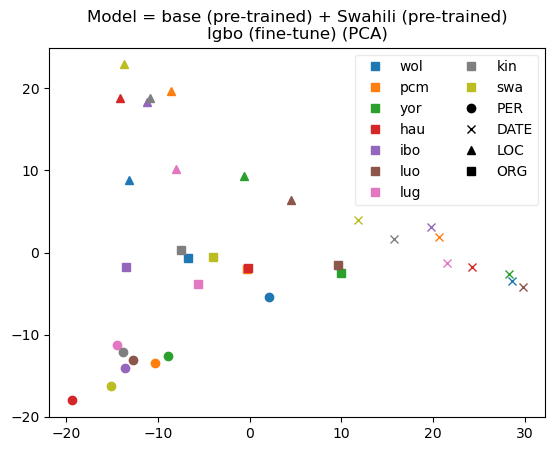 Model = base (pre-trained) + Swahili (pre-trained)
Igbo (fine-tune) (PCA)
wol
pcm
yor
hau
ibo
luo
lug
kin
swa
PER
DATE
LOC
ORG
20
10
0
−10
−20
−20
−10
0
10
20
30